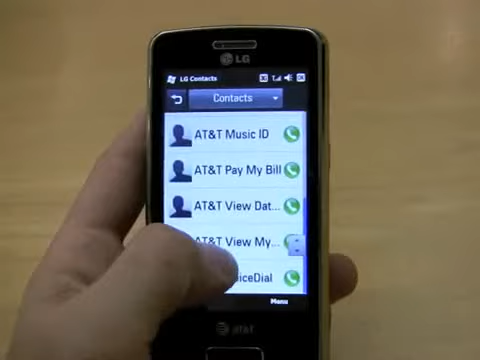 LG
LG Contacts
Contacts
AT&T Music ID
AT&T Pay My Bill
AT&T View Dat...
AT&T View My...
iceDial
Menu
at&t